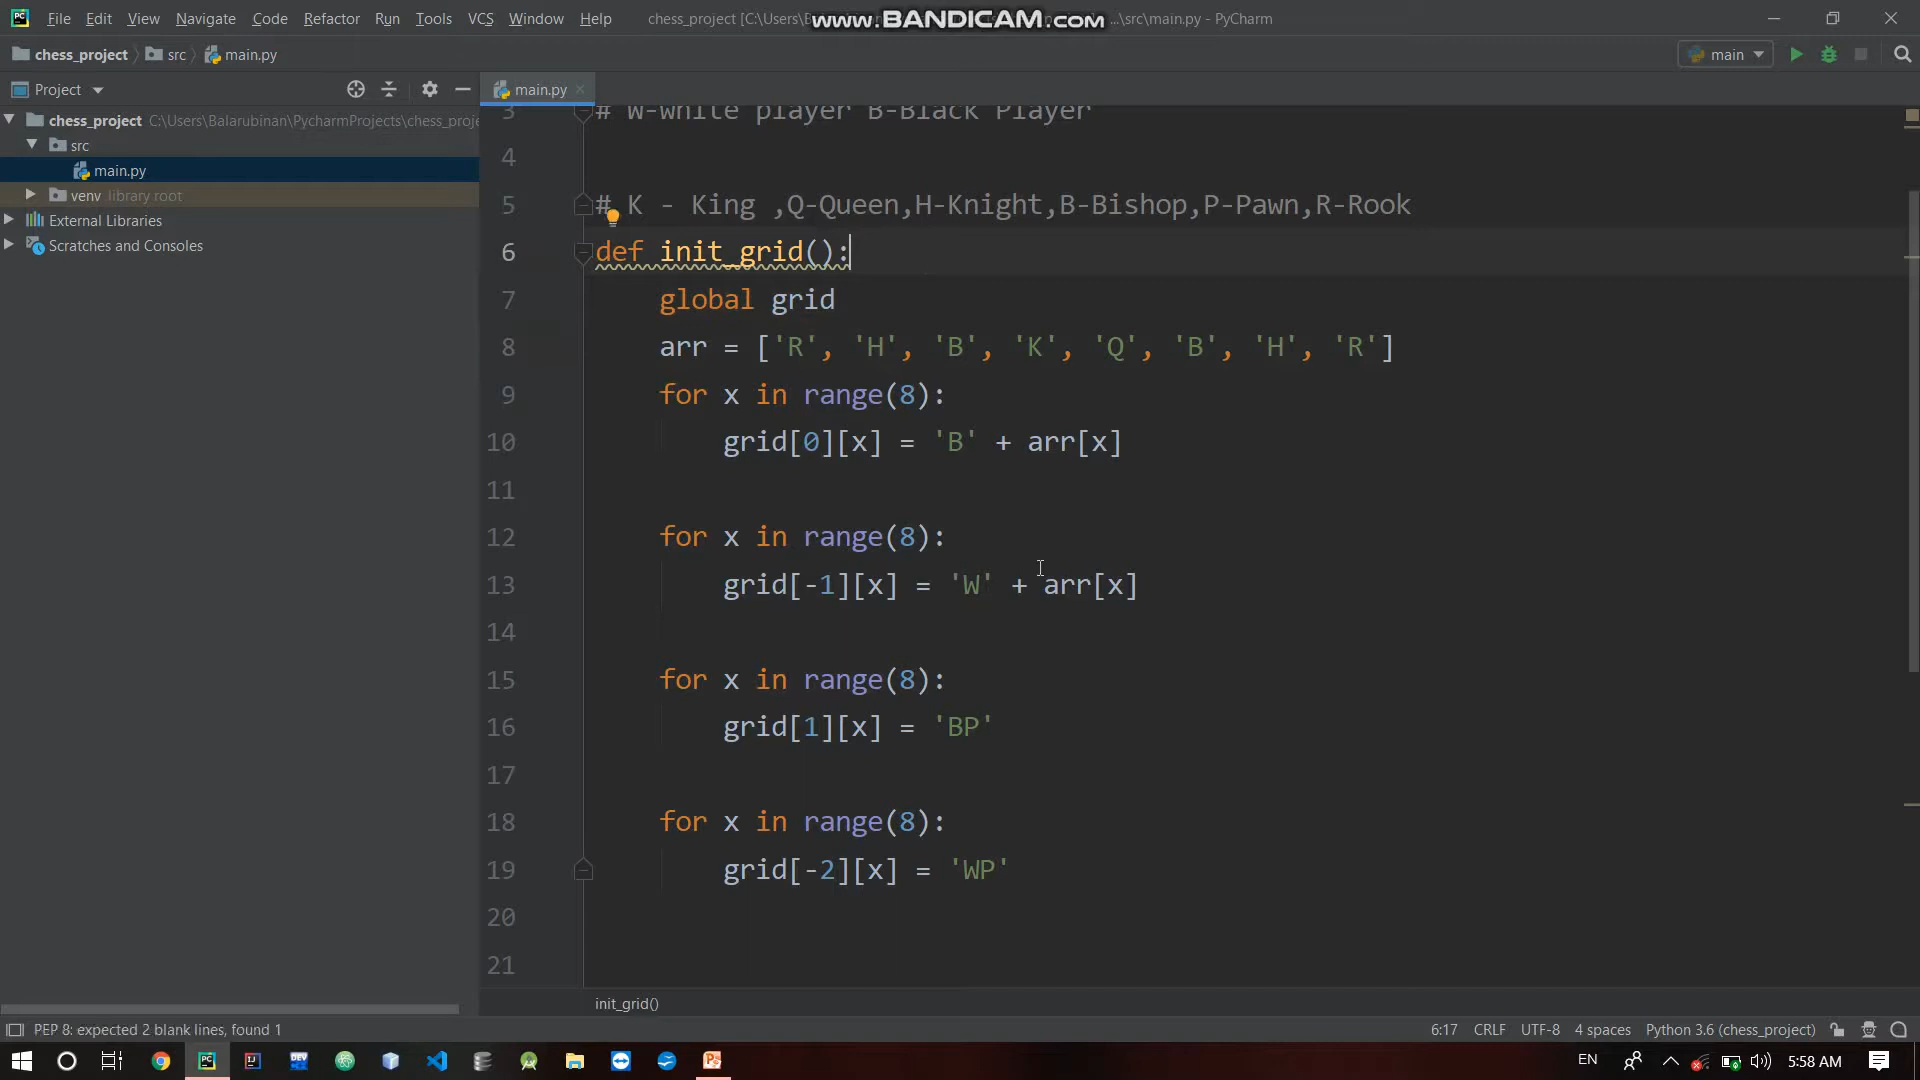 File Edit View Navigate Code Refactor Run Tools VCS Window Help chess_project [C:\Users\Ba ...\src\main.py - PyCharm
www.BANDICAM.com
chess_project src main.py
main
Project
main.py
chess_project C:\Users\Balarubinan\PycharmProjects\chess_proje
src
main.py
venv library root
External Libraries
Scratches and Consoles
3 # W-white player B-Black Player
4
5 # K - King ,Q-Queen,H-Knight,B-Bishop,P-Pawn,R-Rook
6 def init_grid():
7 global grid
8 arr = ['R', 'H', 'B', 'K', 'Q', 'B', 'H', 'R']
9 for x in range(8):
10 grid[0][x] = 'B' + arr[x]
11
12 for x in range(8):
13 grid[-1][x] = 'W' + arr[x]
14
15 for x in range(8):
16 grid[1][x] = 'BP'
17
18 for x in range(8):
19 grid[-2][x] = 'WP'
20
21
init_grid()
PEP 8: expected 2 blank lines, found 1
6:17 CRLF UTF-8 4 spaces Python 3.6 (chess_project)
EN 5:58 AM